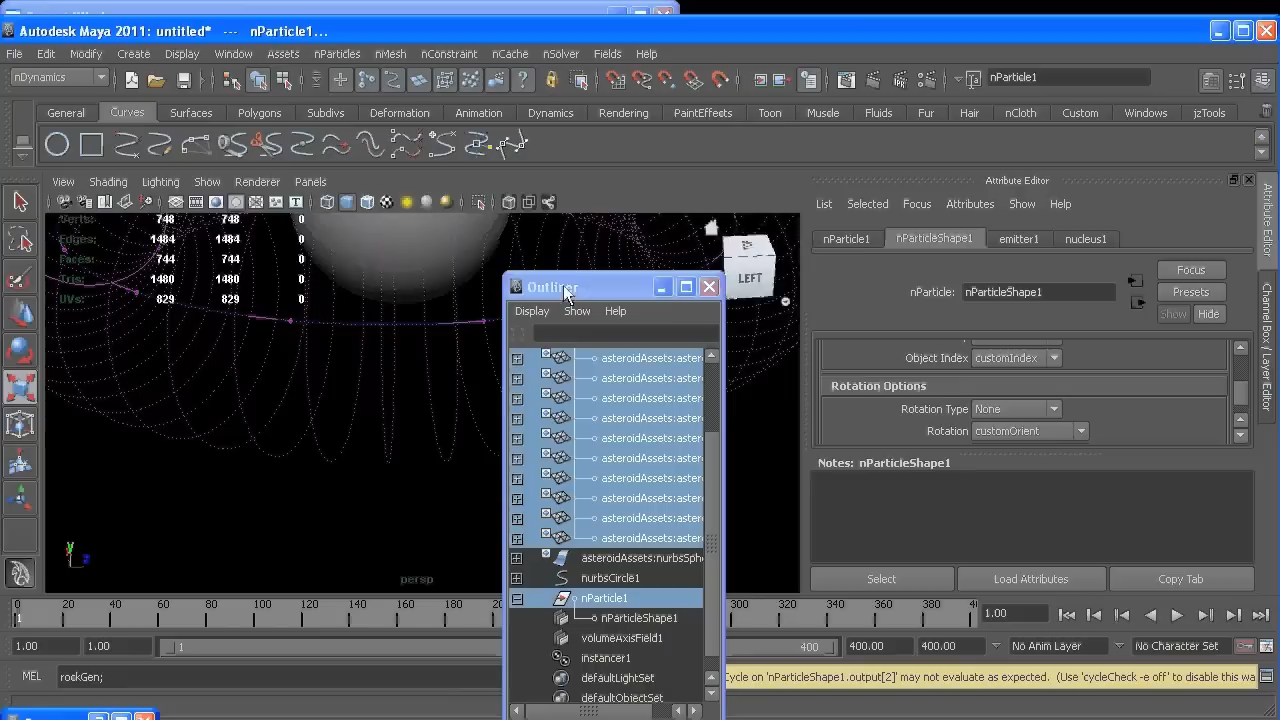 Autodesk Maya 2011: untitled* --- nParticle1...
File Edit Modify Create Display Window Assets nParticles nMesh nConstraint nCache nSolver Fields Help
nDynamics
nParticle1
General Curves Surfaces Polygons Subdivs Deformation Animation Dynamics Rendering PaintEffects Toon Muscle Fluids Fur Hair nCloth Custom Windows jzTools
View Shading Lighting Show Renderer Panels
Attribute Editor
List Selected Focus Attributes Show Help
nParticle1 nParticleShape1 emitter1 nucleus1
Verts: 748 748 0
Edges: 1484 1484 0
Faces: 744 744 0
Tris: 1480 1480 0
UVs: 829 829 0
LEFT
nParticle: nParticleShape1
Focus
Presets
Show Hide
Object Index customIndex
Rotation Options
Rotation Type None
Rotation customOrient
Notes: nParticleShape1
Select Load Attributes Copy Tab
Attribute Editor
Channel Box / Layer Editor
Outliner
Display Show Help
asteroidAssets:aster
asteroidAssets:aster
asteroidAssets:aster
asteroidAssets:aster
asteroidAssets:aster
asteroidAssets:aster
asteroidAssets:aster
asteroidAssets:aster
asteroidAssets:aster
asteroidAssets:aster
asteroidAssets:nurbsSph
nurbsCircle1
nParticle1
nParticleShape1
volumeAxisField1
instancer1
defaultLightSet
defaultObjectSet
persp
y
z
1 20 40 60 80 100 120 140 160 180 200 300 320 340 360 380
1.00
1.00 1.00 1 400 400.00 400.00 No Anim Layer No Character Set
MEL rockGen;
Cycle on 'nParticleShape1.output[2]' may not evaluate as expected. (Use 'cycleCheck -e off' to disable this wa